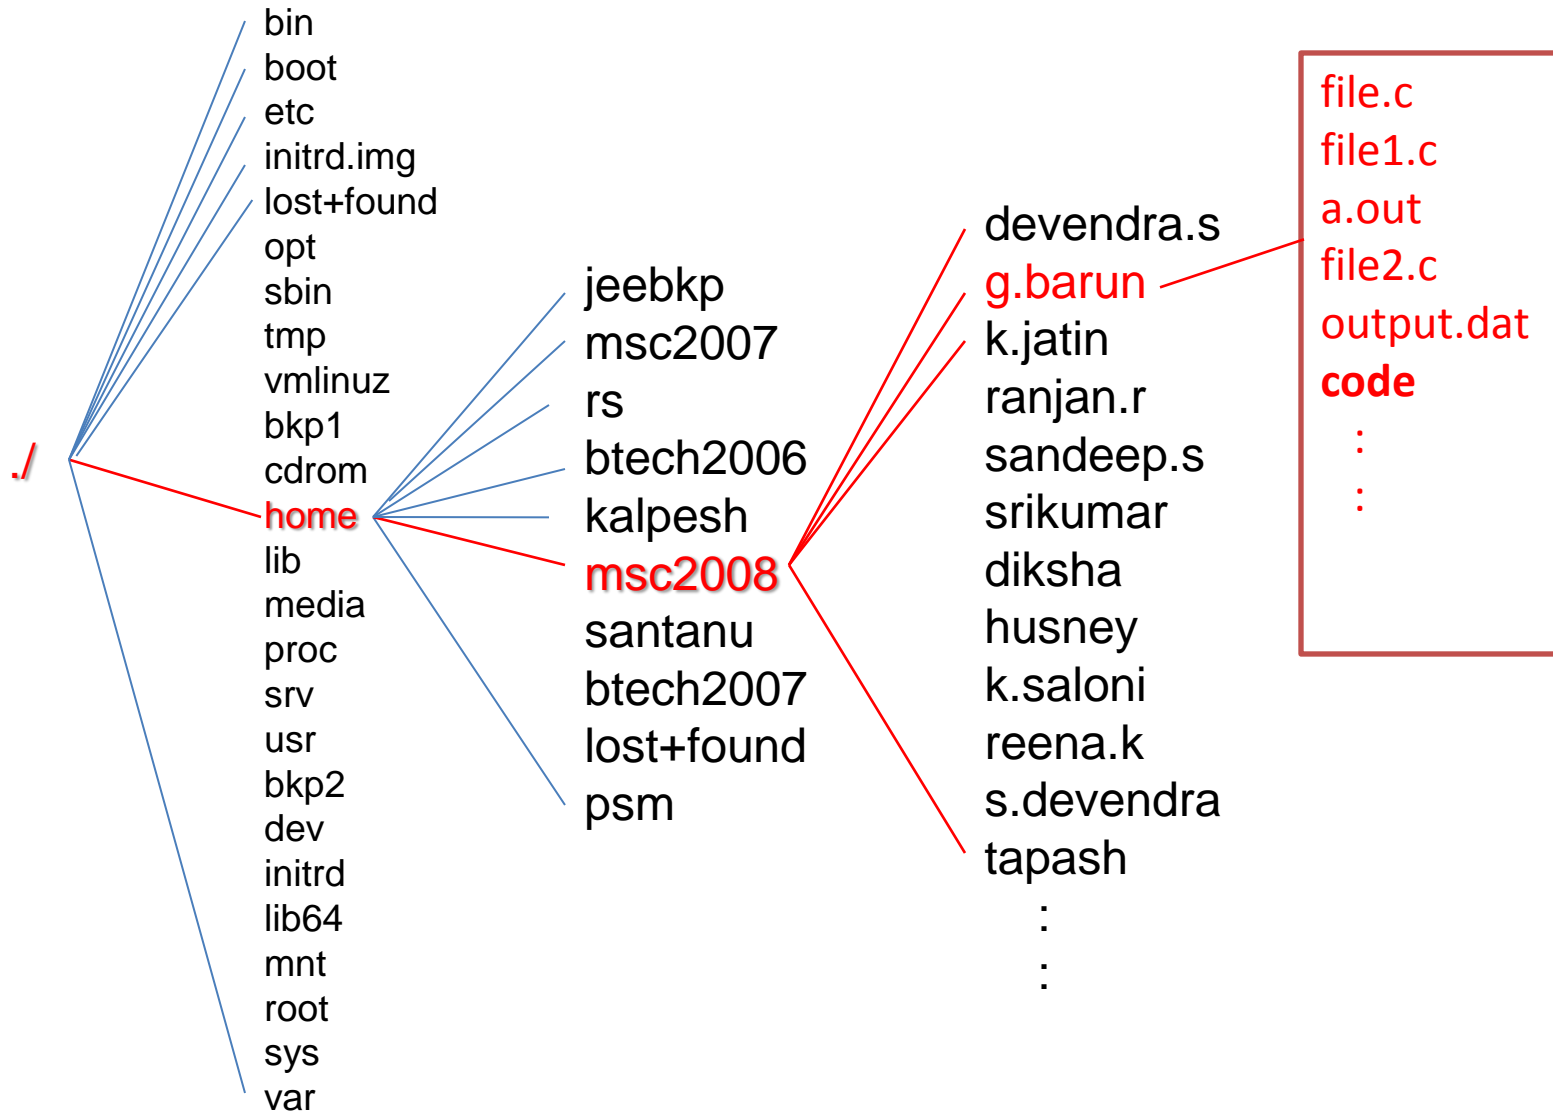 ./
bin
boot
etc
initrd.img
lost+found
opt
sbin
tmp
vmlinuz
bkp1
cdrom
home
lib
media
proc
srv
usr
bkp2
dev
initrd
lib64
mnt
root
sys
var
jeebkp
msc2007
rs
btech2006
kalpesh
msc2008
santanu
btech2007
lost+found
psm
devendra.s
g.barun
k.jatin
ranjan.r
sandeep.s
srikumar
diksha
husney
k.saloni
reena.k
s.devendra
tapash
:
:
file.c
file1.c
a.out
file2.c
output.dat
code
:
: